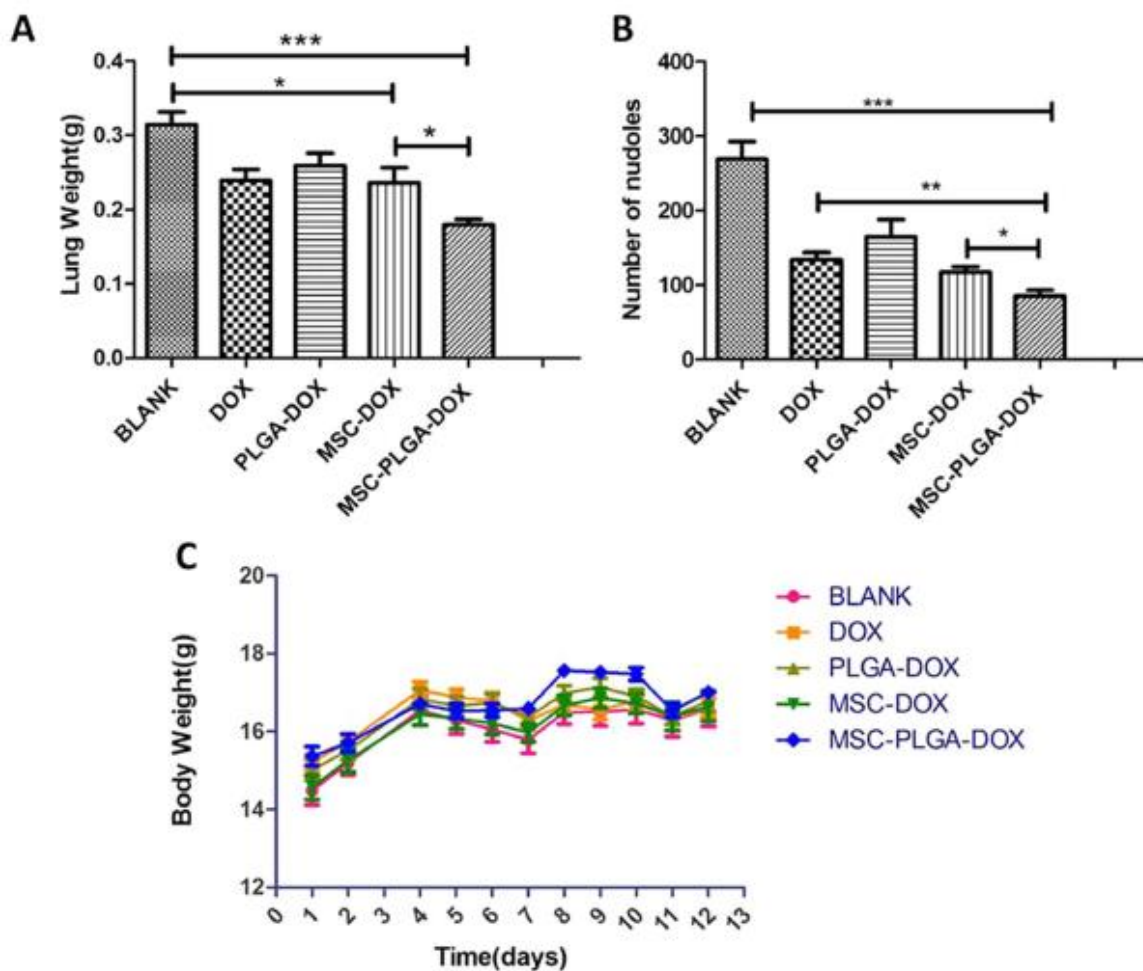 A
Lung Weight(g)
0.4
0.3
0.2
0.1
0.0
***
*
*
BLANK
DOX
PLGA-DOX
MSC-DOX
MSC-PLGA-DOX
B
Number of nudoles
400
300
200
100
0
***
**
*
BLANK
DOX
PLGA-DOX
MSC-DOX
MSC-PLGA-DOX
C
Body Weight(g)
20
18
16
14
12
0 1 2 3 4 5 6 7 8 9 10 11 12 13
Time(days)
BLANK
DOX
PLGA-DOX
MSC-DOX
MSC-PLGA-DOX